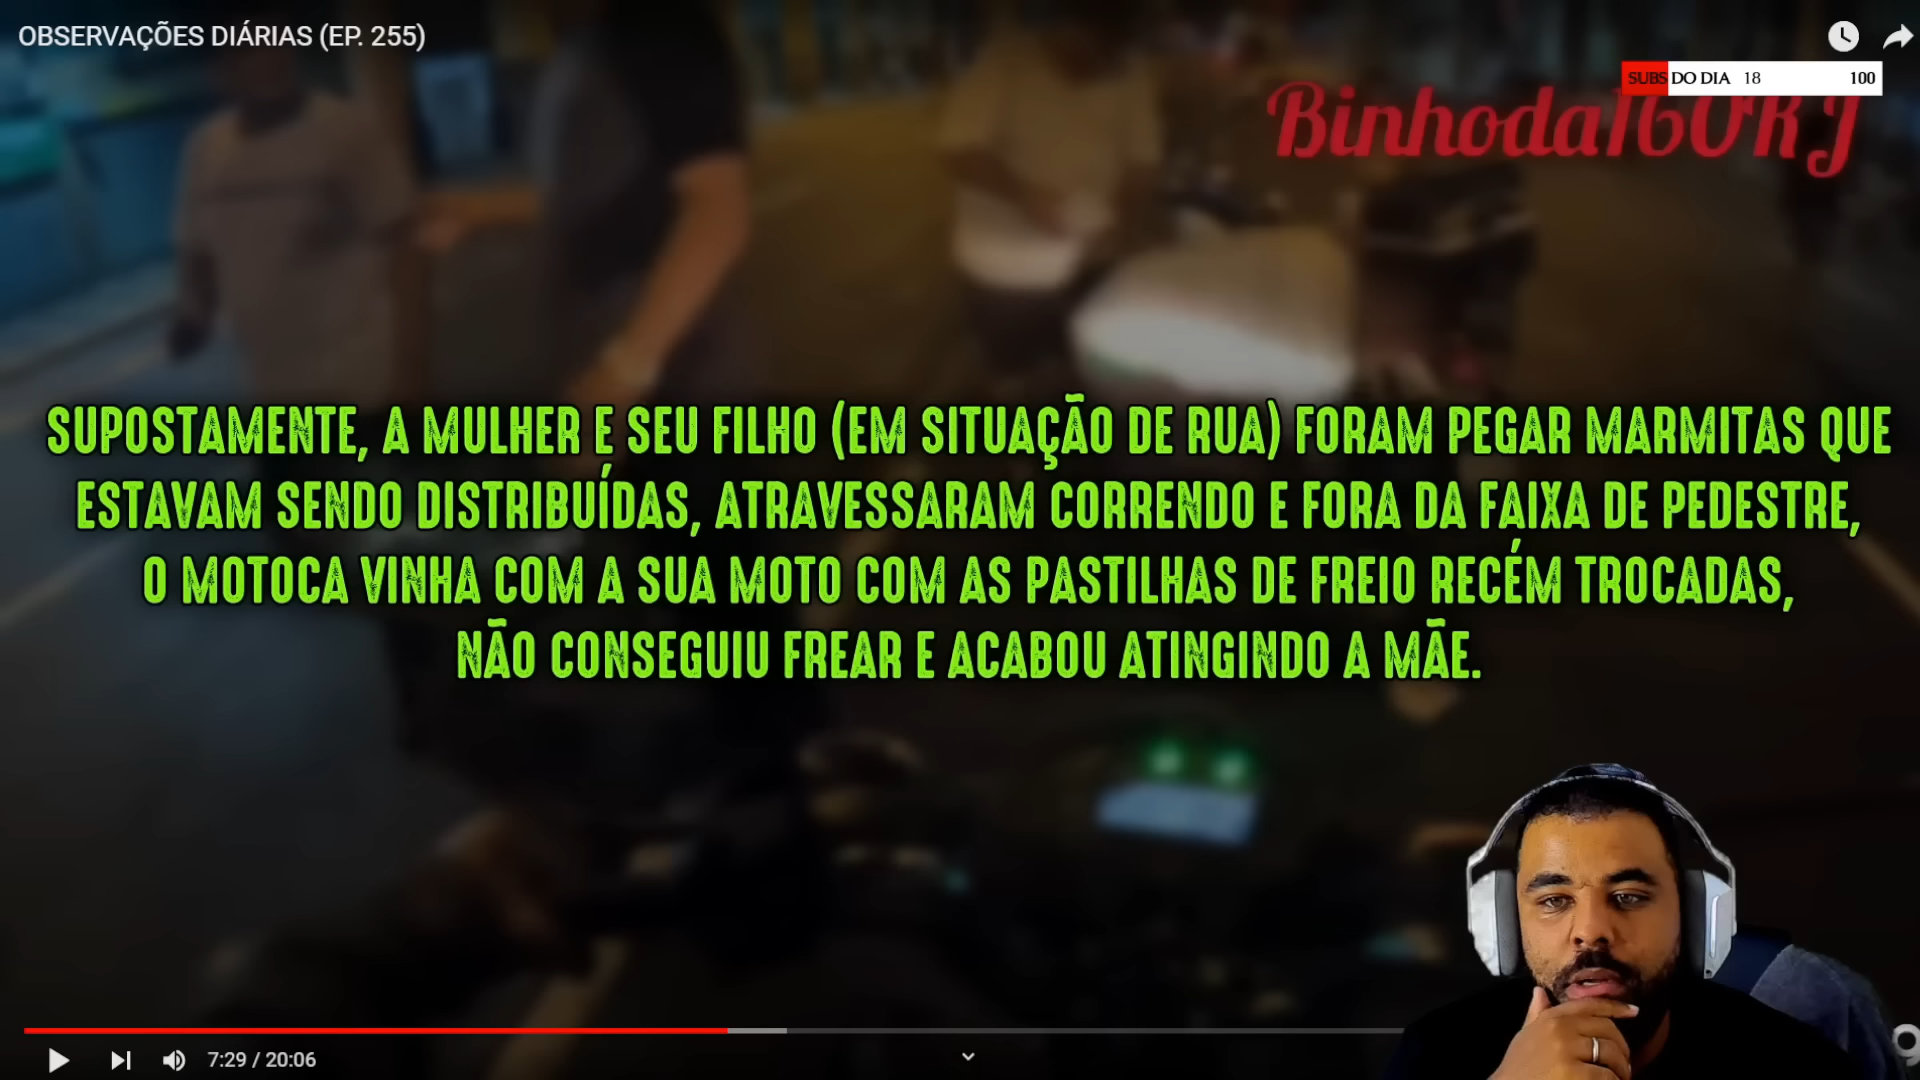 OBSERVAÇÕES DIÁRIAS (EP. 255)
SUBS DO DIA 18 100
Binhoda160RJ
SUPOSTAMENTE, A MULHER E SEU FILHO (EM SITUAÇÃO DE RUA) FORAM PEGAR MARMITAS QUE
ESTAVAM SENDO DISTRIBUÍDAS, ATRAVESSARAM CORRENDO E FORA DA FAIXA DE PEDESTRE,
O MOTOCA VINHA COM A SUA MOTO COM AS PASTILHAS DE FREIO RECÉM TROCADAS,
NÃO CONSEGUIU FREAR E ACABOU ATINGINDO A MÃE.
7:29 / 20:06